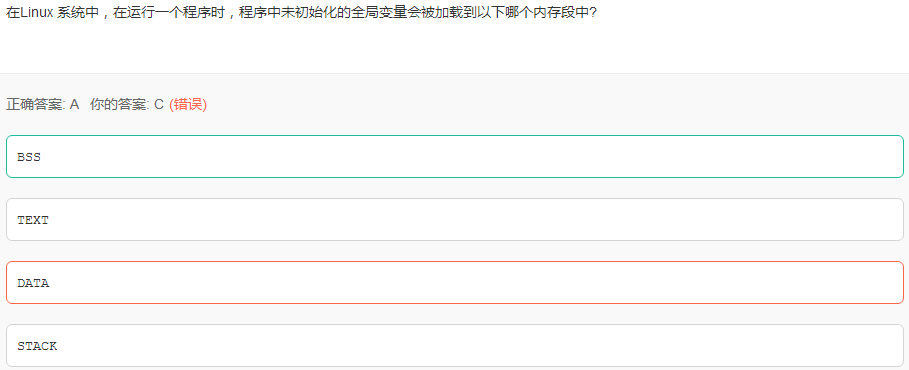 在Linux 系统中，在运行一个程序时，程序中未初始化的全局变量会被加载到以下哪个内存段中?
正确答案: A 你的答案: C (错误)
BSS
TEXT
DATA
STACK